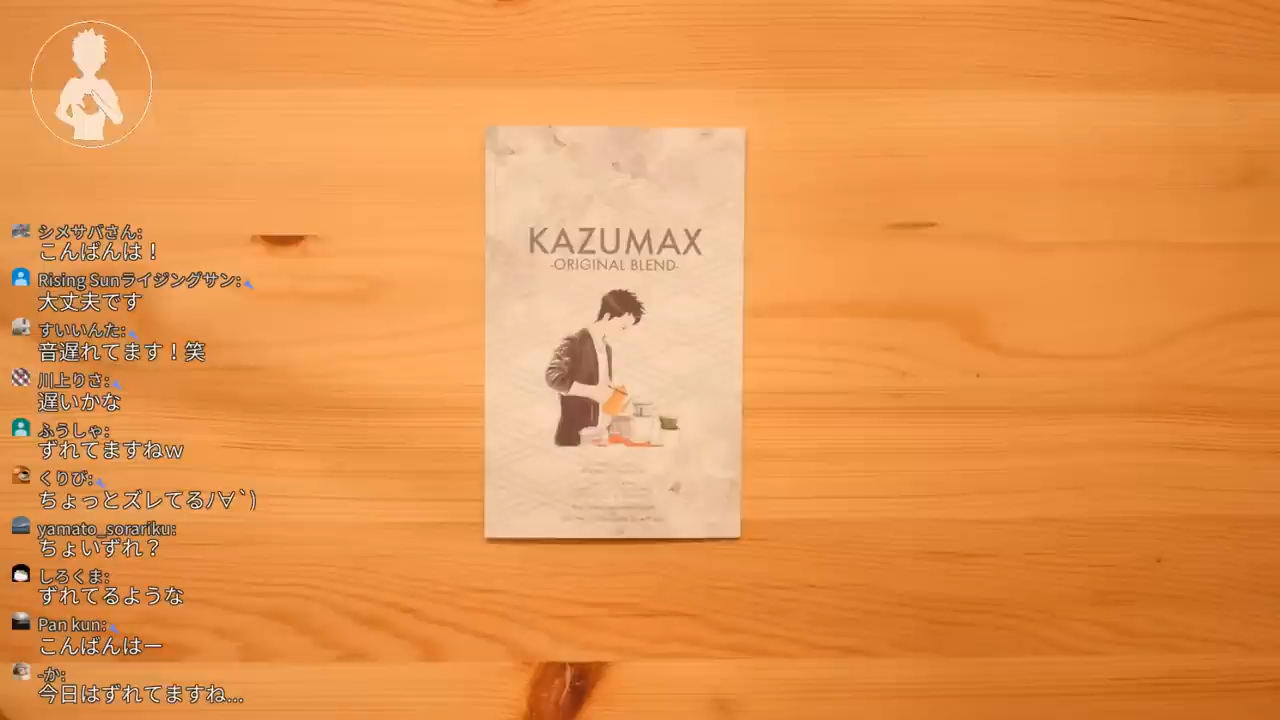 シメサバさん:
こんばんは！
Rising Sunライジングサン:
大丈夫です
すいいんた:
音遅れてます！笑
川上りさ:
遅いかな
ふうしゃ:
ずれてますねw
くりび:
ちょっとズレてる(ﾉ∀`)
yamato_sorariku:
ちょいずれ？
しろくま:
ずれてるような
Pan kun:
こんばんはー
-か:
今日はずれてますね...
KAZUMAX
-ORIGINAL BLEND-